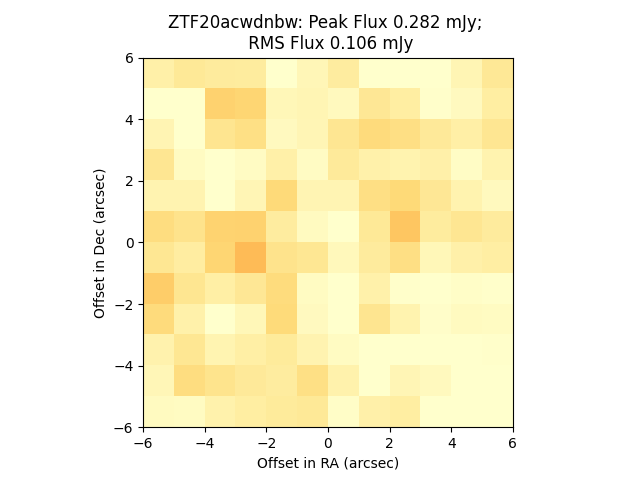 ZTF20acwdnbw: Peak Flux 0.282 mJy;
RMS Flux 0.106 mJy
6
4
2
0
−2
−4
−6
Offset in Dec (arcsec)
−6 −4 −2 0 2 4 6
Offset in RA (arcsec)